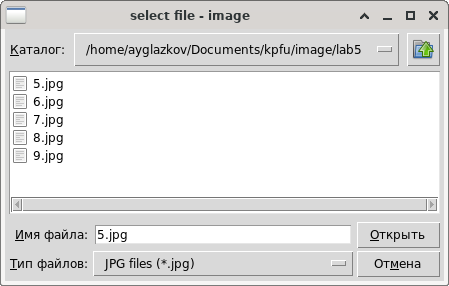 select file - image
Каталог: /home/ayglazkov/Documents/kpfu/image/lab5
5.jpg
6.jpg
7.jpg
8.jpg
9.jpg
Имя файла: 5.jpg Открыть
Тип файлов: JPG files (*.jpg) Отмена